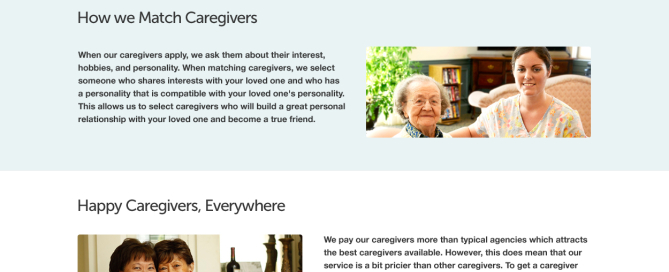 How we Match Caregivers
When our caregivers apply, we ask them about their interest,
hobbies, and personality. When matching caregivers, we select
someone who shares interests with your loved one and who has
a personality that is compatible with your loved one's personality.
This allows us to select caregivers who will build a great personal
relationship with your loved one and become a true friend.
Happy Caregivers, Everywhere
We pay our caregivers more than typical agencies which attracts
the best caregivers available. However, this does mean that our
service is a bit pricier than other caregivers. To get a caregiver